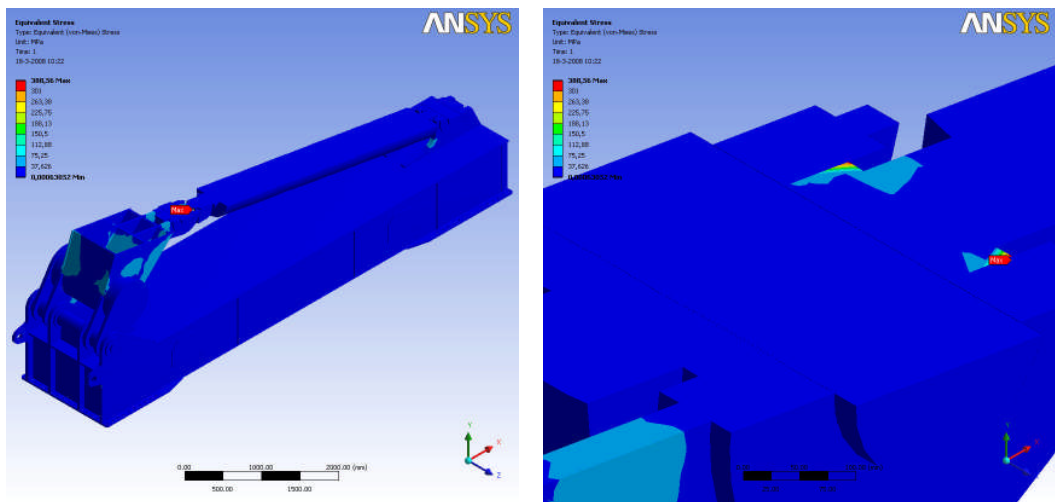 Equivalent Stress
Type: Equivalent (von-Mises) Stress
Unit: MPa
Time: 1
18-3-2008 10:22
388,56 Max
301
263,38
225,75
188,13
150,5
112,88
75,25
37,626
0,00063052 Min
ANSYS
Max
0.00
1000.00
2000.00 (mm)
500.00
1500.00
Y
X
Z
Equivalent Stress
Type: Equivalent (von-Mises) Stress
Unit: MPa
Time: 1
18-3-2008 10:22
388,56 Max
301
263,38
225,75
188,13
150,5
112,88
75,25
37,626
0,00063052 Min
ANSYS
Max
Y
X
Z